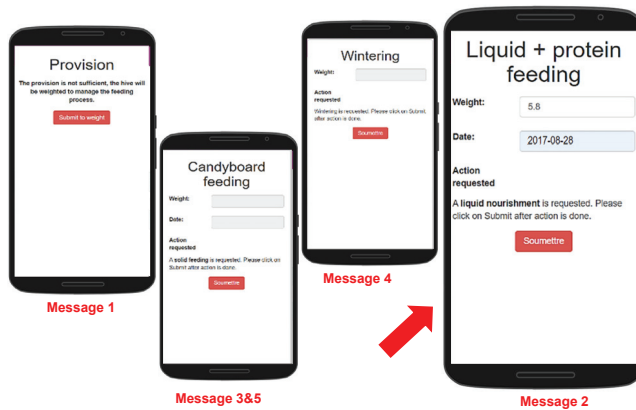 Provision
The provision is not sufficient, the hive will
be weighted to manage the feeding
process.
Submit to weight
Message 1
Candyboard
feeding
Weight:
Date:
Action
requested
A solid feeding is requested. Please click on
Submit after action is done.
Soumettre
Message 3&5
Wintering
Weight:
Action
requested
Wintering is requested. Please click on Submit
after action is done.
Soumettre
Message 4
Liquid + protein
feeding
Weight:
5.8
Date:
2017-08-28
Action
requested
A liquid nourishment is requested. Please
click on Submit after action is done.
Soumettre
Message 2